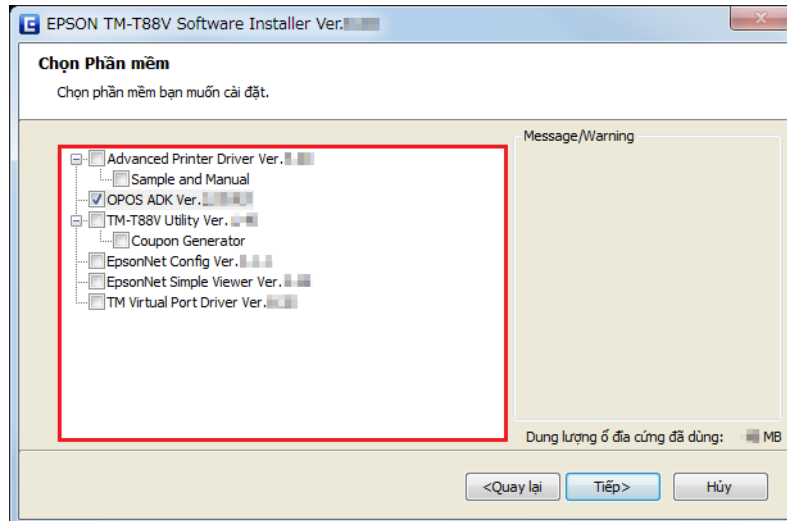 EPSON TM-T88V Software Installer Ver.
Chọn Phần mềm
Chọn phần mềm bạn muốn cài đặt.
Message/Warning
Advanced Printer Driver Ver.
Sample and Manual
OPOS ADK Ver.
TM-T88V Utility Ver.
Coupon Generator
EpsonNet Config Ver.
EpsonNet Simple Viewer Ver.
TM Virtual Port Driver Ver.
Dung lượng ổ đĩa cứng đã dùng: MB
<Quay lại Tiếp> Hủy